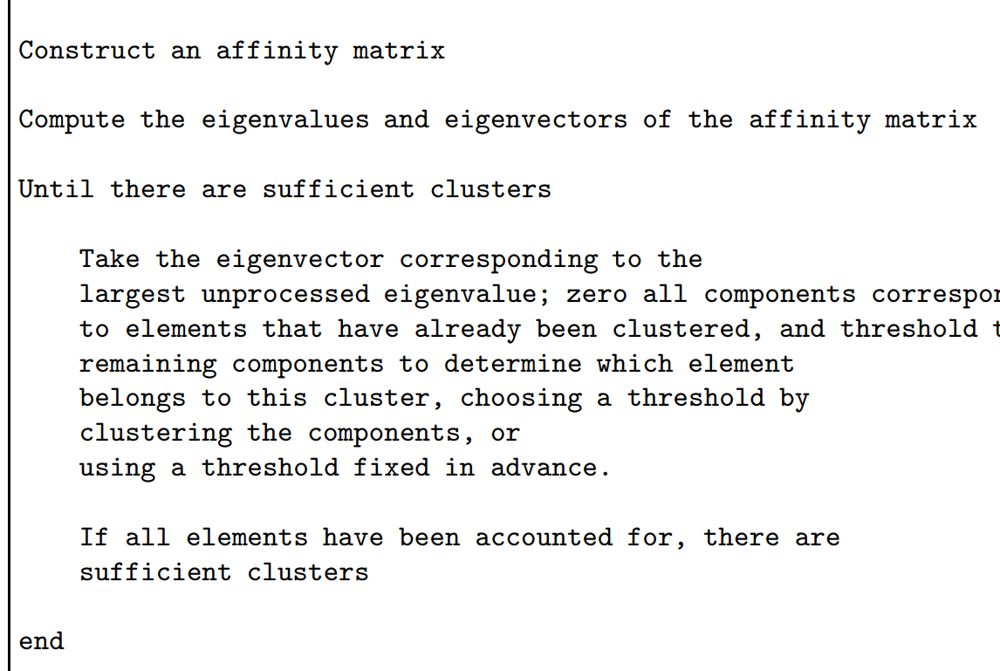 Construct an affinity matrix
Compute the eigenvalues and eigenvectors of the affinity matrix
Until there are sufficient clusters
Take the eigenvector corresponding to the
largest unprocessed eigenvalue; zero all components
to elements that have already been clustered, and threshold
remaining components to determine which element
belongs to this cluster, choosing a threshold by
clustering the components, or
using a threshold fixed in advance.
If all elements have been accounted for, there are
sufficient clusters
end